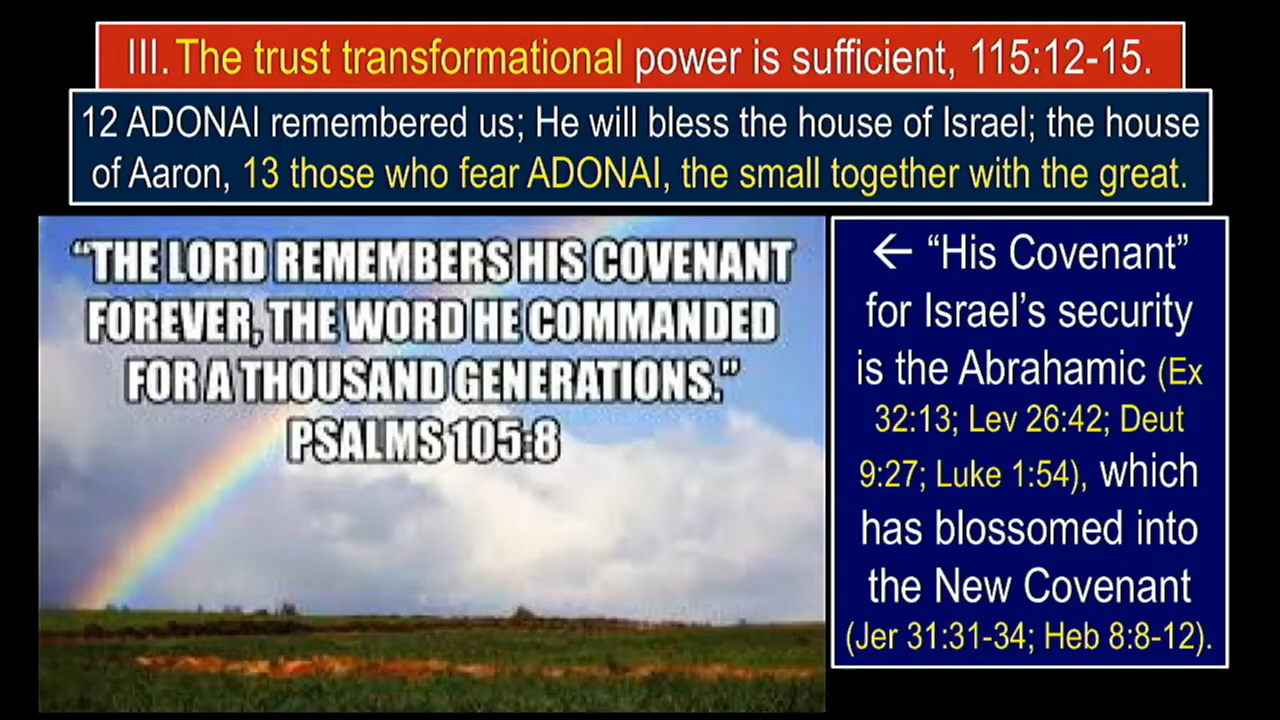 III. The trust transformational power is sufficient, 115:12-15.
12 ADONAI remembered us; He will bless the house of Israel; the house
of Aaron, 13 those who fear ADONAI, the small together with the great.
“THE LORD REMEMBERS HIS COVENANT
FOREVER, THE WORD HE COMMANDED
FOR A THOUSAND GENERATIONS.”
PSALMS 105:8
← “His Covenant”
for Israel’s security
is the Abrahamic (Ex
32:13; Lev 26:42; Deut
9:27; Luke 1:54), which
has blossomed into
the New Covenant
(Jer 31:31-34; Heb 8:8-12).